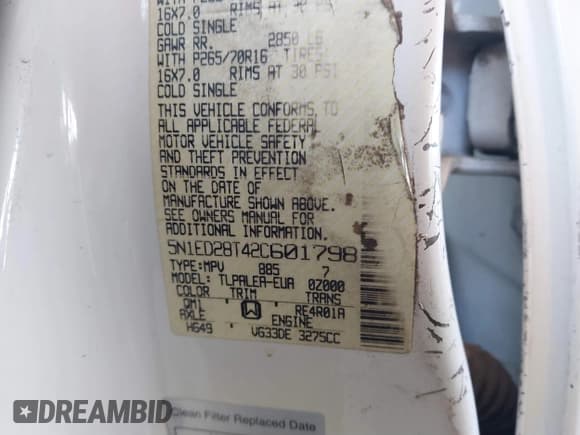 16X7.0 RIMS AT
COLD SINGLE
GAWR RR. 2850 LB
WITH P265/70R16 TIRES
16X7.0 RIMS AT 30 PSI
COLD SINGLE
THIS VEHICLE CONFORMS TO
ALL APPLICABLE FEDERAL
MOTOR VEHICLE SAFETY
AND THEFT PREVENTION
STANDARDS IN EFFECT
ON THE DATE OF
MANUFACTURE SHOWN ABOVE.
SEE OWNERS MANUAL FOR
ADDITIONAL INFORMATION.
5N1ED28T42C601798
TYPE:MPV 885 7
MODEL: TLPALEA-EUA 0Z000
COLOR TRIM TRANS
QM1 W RE4R01A
AXLE ENGINE
HG49 VG33DE 3275CC
Clean Filter Replaced Date
DREAMBID